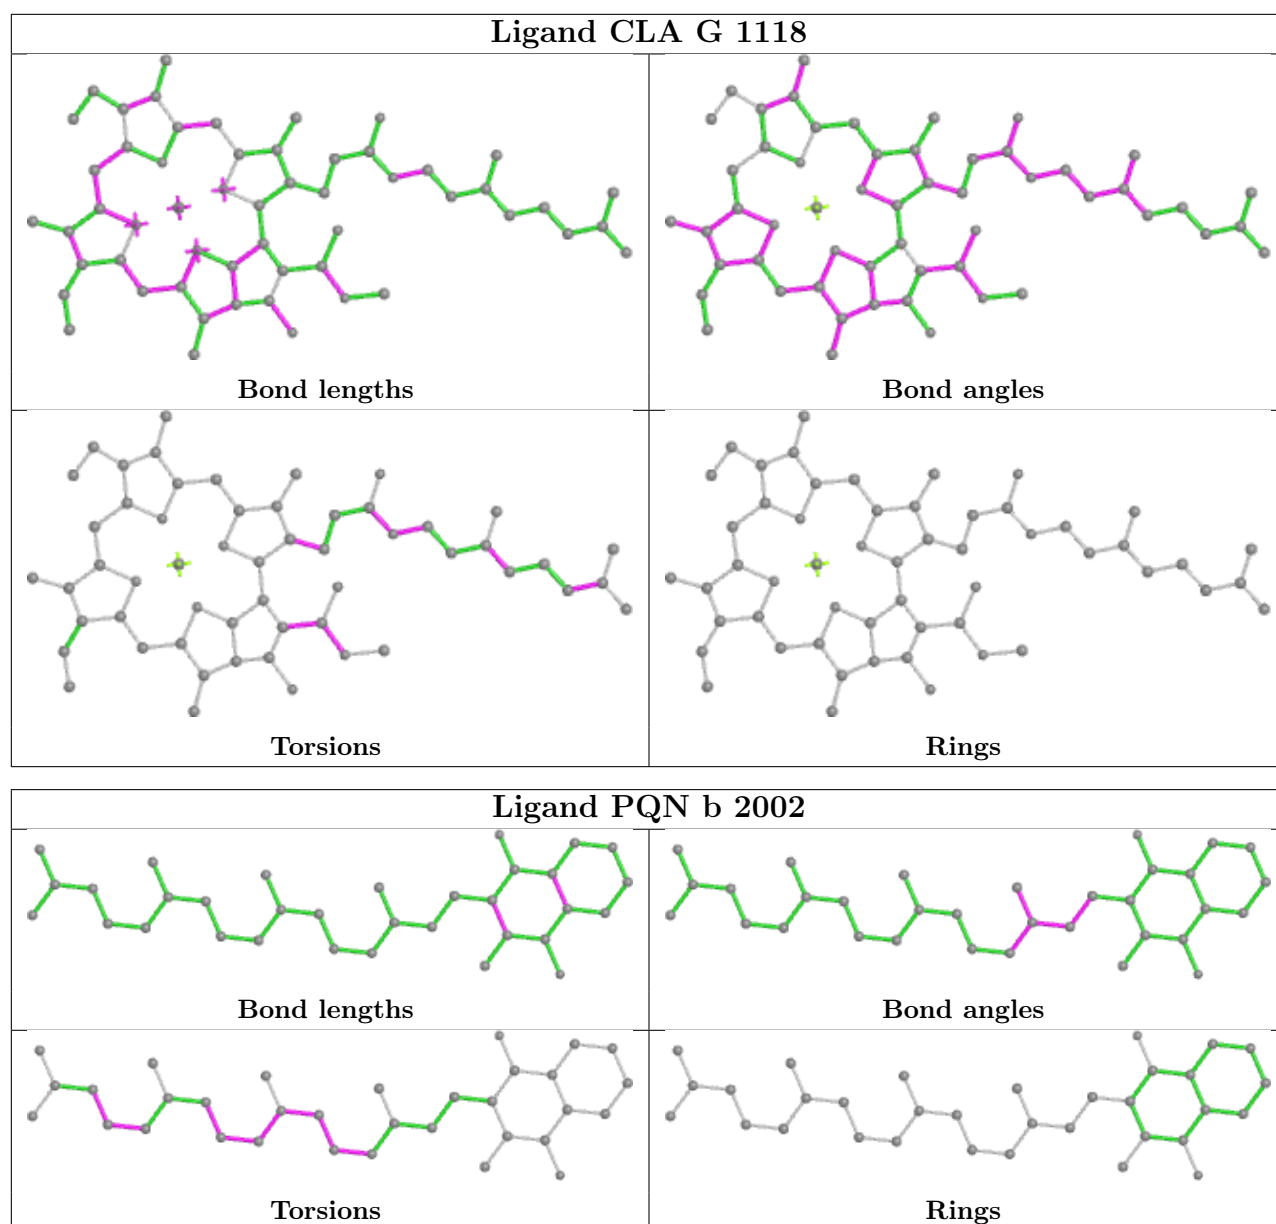 Ligand CLA G 1118
Bond lengths
Bond angles
Torsions
Rings
Ligand PQN b 2002
Bond lengths
Bond angles
Torsions
Rings